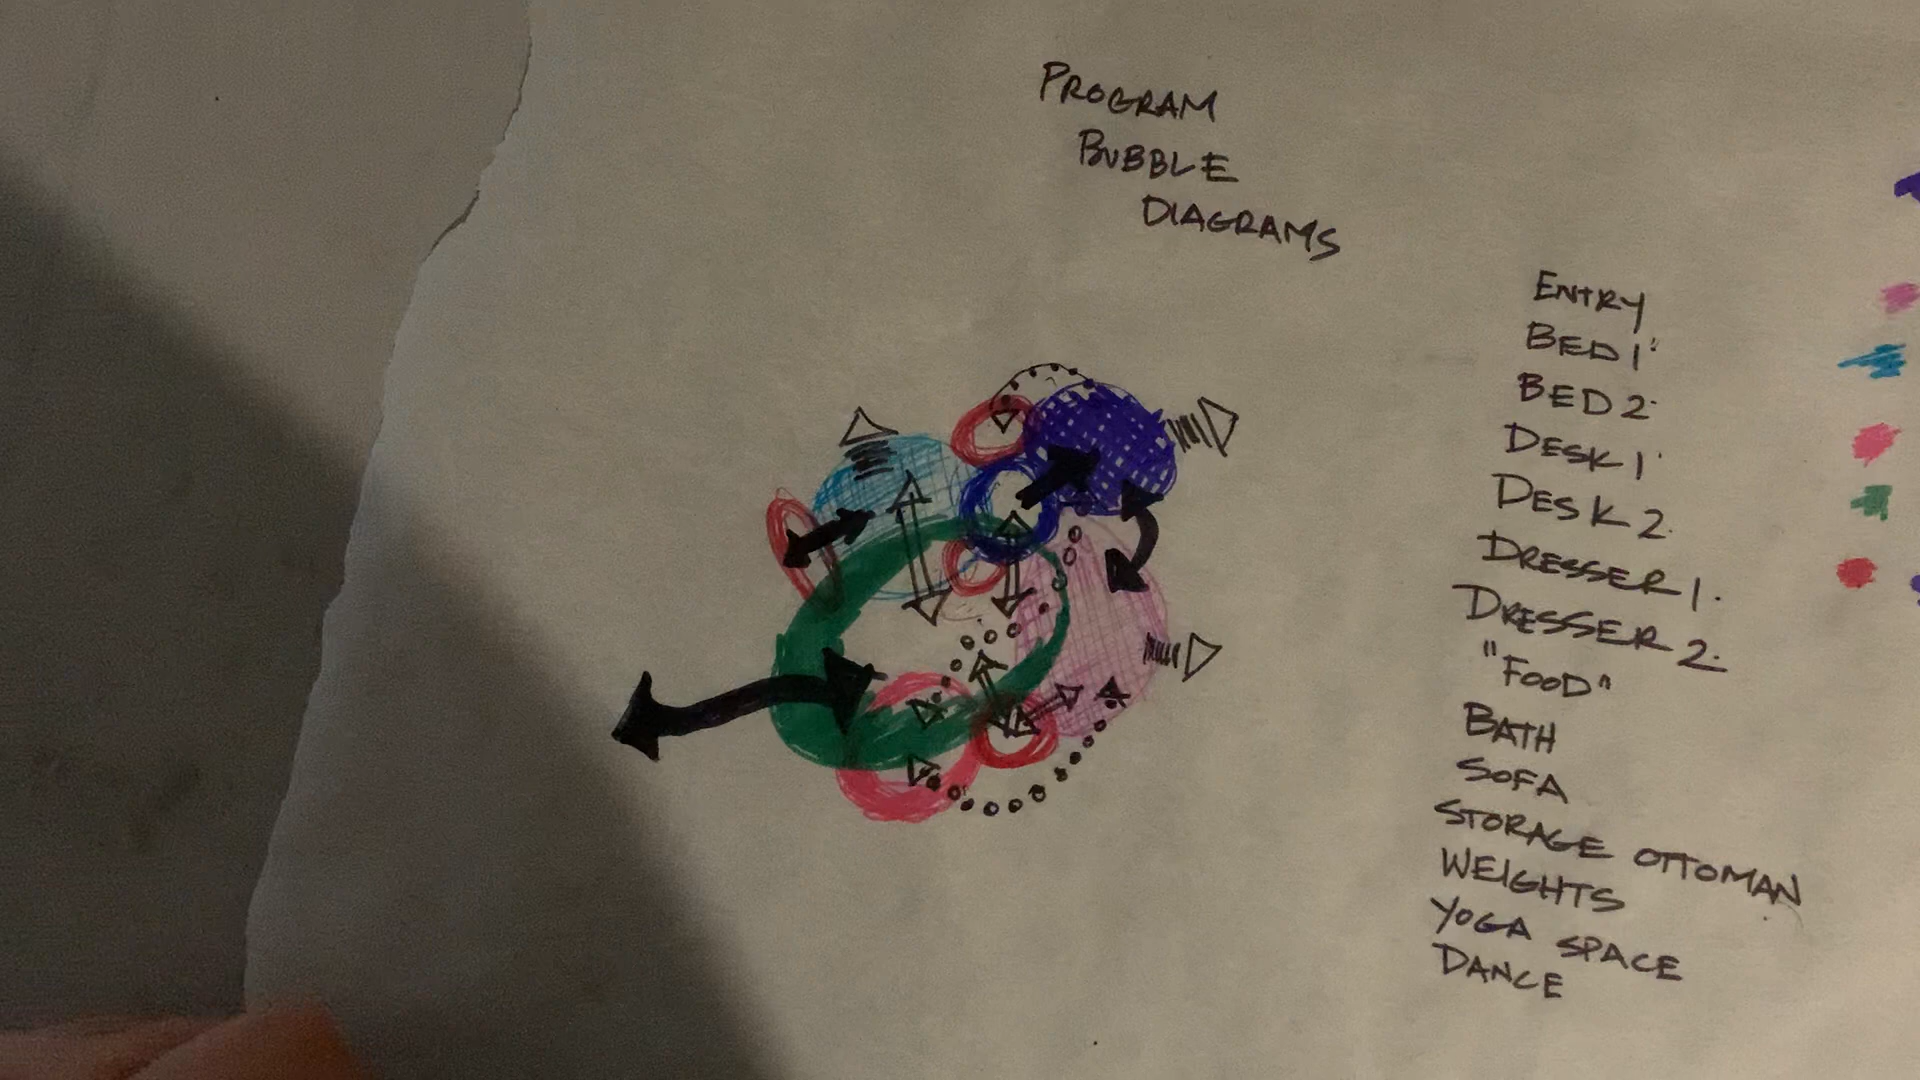 PROGRAM
BUBBLE
DIAGRAMS
ENTRY
BED 1.
BED 2.
DESK 1.
DESK 2.
DRESSER 1.
DRESSER 2.
"FOOD"
BATH
SOFA
STORAGE OTTOMAN
WEIGHTS
YOGA SPACE
DANCE